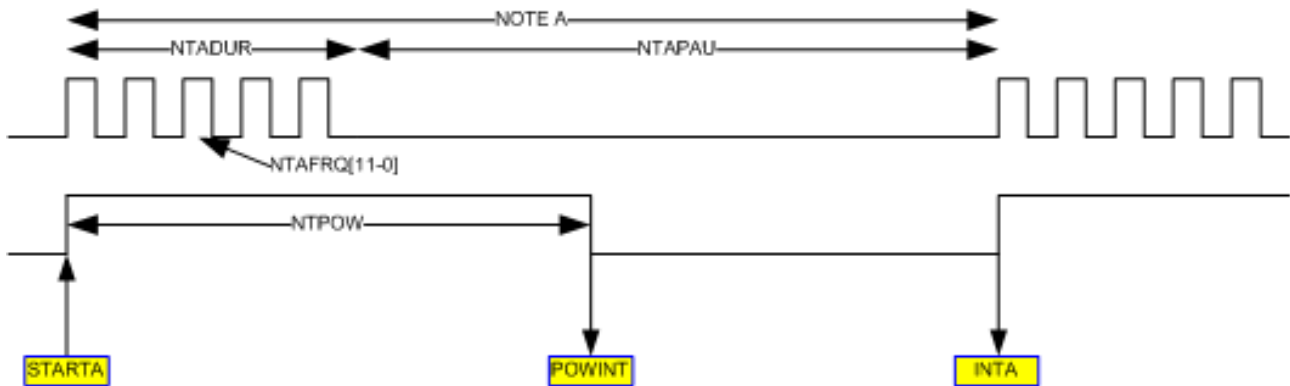 NOTE A
NTADUR
NTAPAU
NTAFRQ[11-0]
NTPOW
STARTA
POWINT
INTA